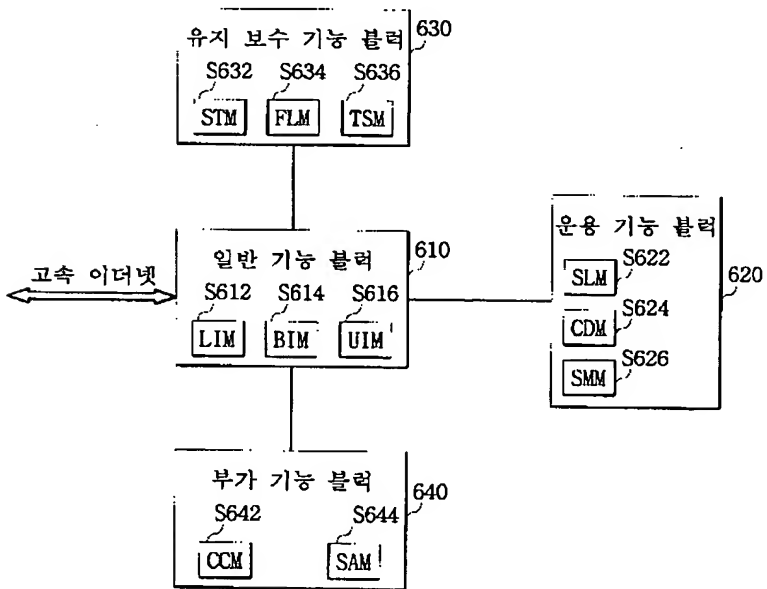 유지 보수 기능 블럭 630
S632 S634 S636
STM FLM TSM
일반 기능 블럭 610
고속 이더넷
S612 S614 S616
LIM BIM UIM
운용 기능 블럭
S622
SLM
620
S624
CDM
S626
SMM
부가 기능 블럭 640
S642 S644
CCM SAM